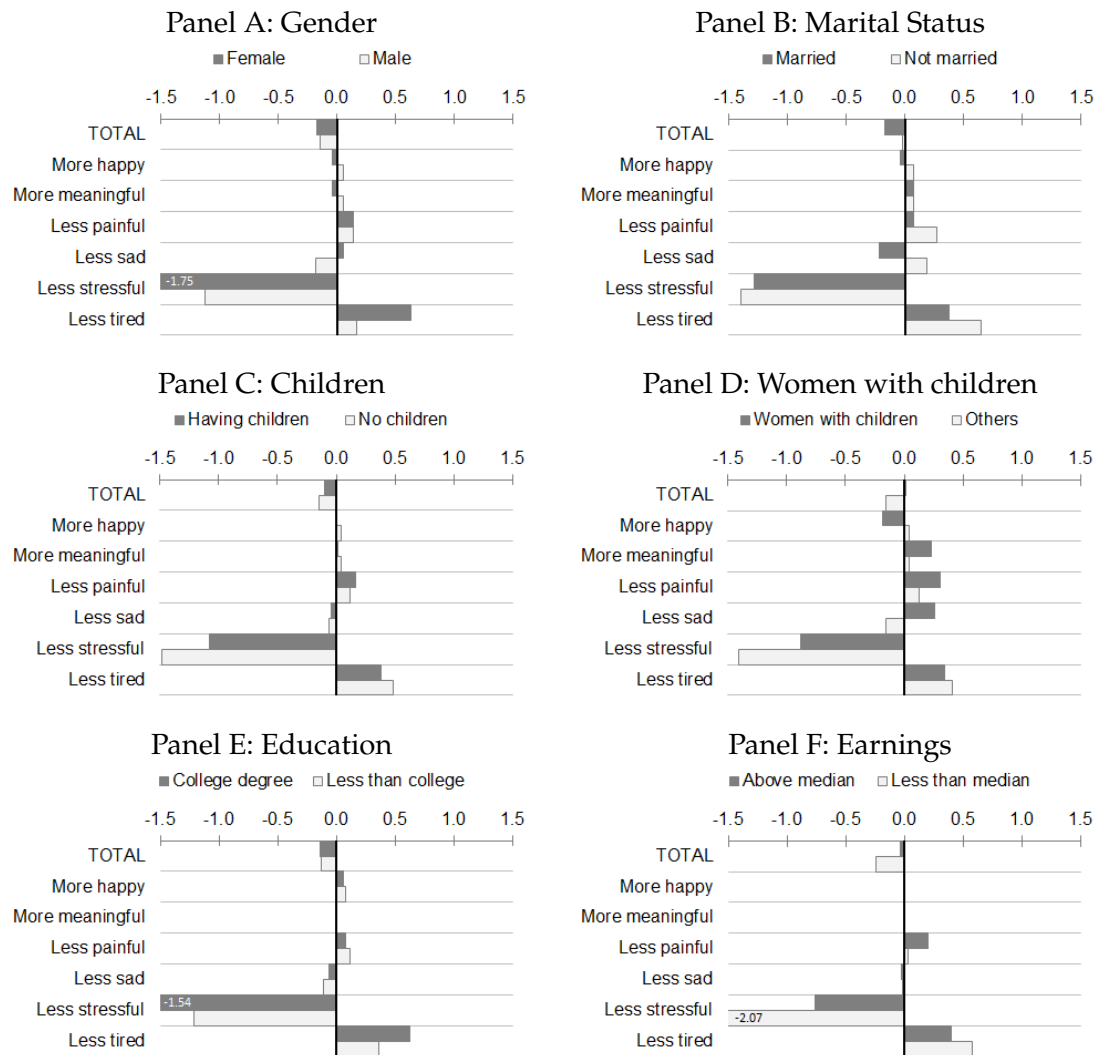 Panel A: Gender
Female Male
-1.5 -1.0 -0.5 0.0 0.5 1.0 1.5
TOTAL
More happy
More meaningful
Less painful
Less sad
-1.75
Less stressful
Less tired
Panel B: Marital Status
Married Not married
-1.5 -1.0 -0.5 0.0 0.5 1.0 1.5
TOTAL
More happy
More meaningful
Less painful
Less sad
Less stressful
Less tired
Panel C: Children
Having children No children
-1.5 -1.0 -0.5 0.0 0.5 1.0 1.5
TOTAL
More happy
More meaningful
Less painful
Less sad
Less stressful
Less tired
Panel D: Women with children
Women with children Others
-1.5 -1.0 -0.5 0.0 0.5 1.0 1.5
TOTAL
More happy
More meaningful
Less painful
Less sad
Less stressful
Less tired
Panel E: Education
College degree Less than college
-1.5 -1.0 -0.5 0.0 0.5 1.0 1.5
TOTAL
More happy
More meaningful
Less painful
Less sad
-1.54
Less stressful
Less tired
Panel F: Earnings
Above median Less than median
-1.5 -1.0 -0.5 0.0 0.5 1.0 1.5
TOTAL
More happy
More meaningful
Less painful
Less sad
Less stressful
-2.07
Less tired